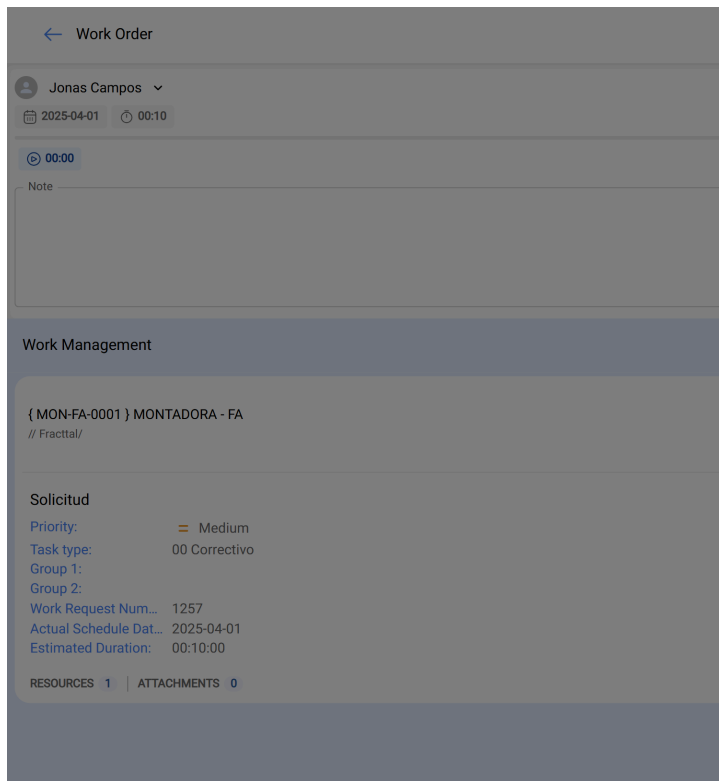 Work Order
Jonas Campos
2025-04-01 00:10
00:00
Note
Work Management
{ MON-FA-0001 } MONTADORA - FA
// Fracttal/
Solicitud
Priority: Medium
Task type: 00 Correctivo
Group 1:
Group 2:
Work Request Num... 1257
Actual Schedule Dat... 2025-04-01
Estimated Duration: 00:10:00
RESOURCES 1 | ATTACHMENTS 0